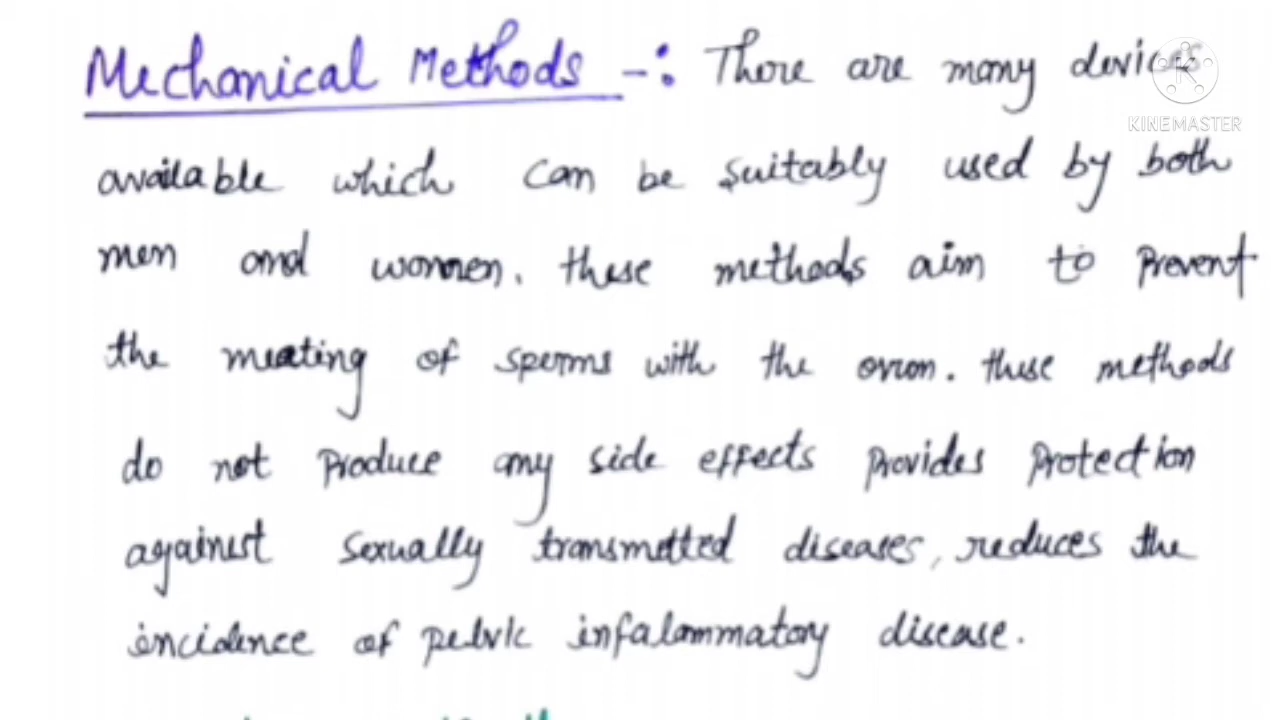 Mechanical Methods -: There are many devices
KINEMASTER
available which can be suitably used by both
men and women. these methods aim to prevent
the meating of sperms with the ovum. these methods
do not produce any side effects provides protection
against sexually transmitted diseases, reduces the
incidence of pelvic infalammatory disease.